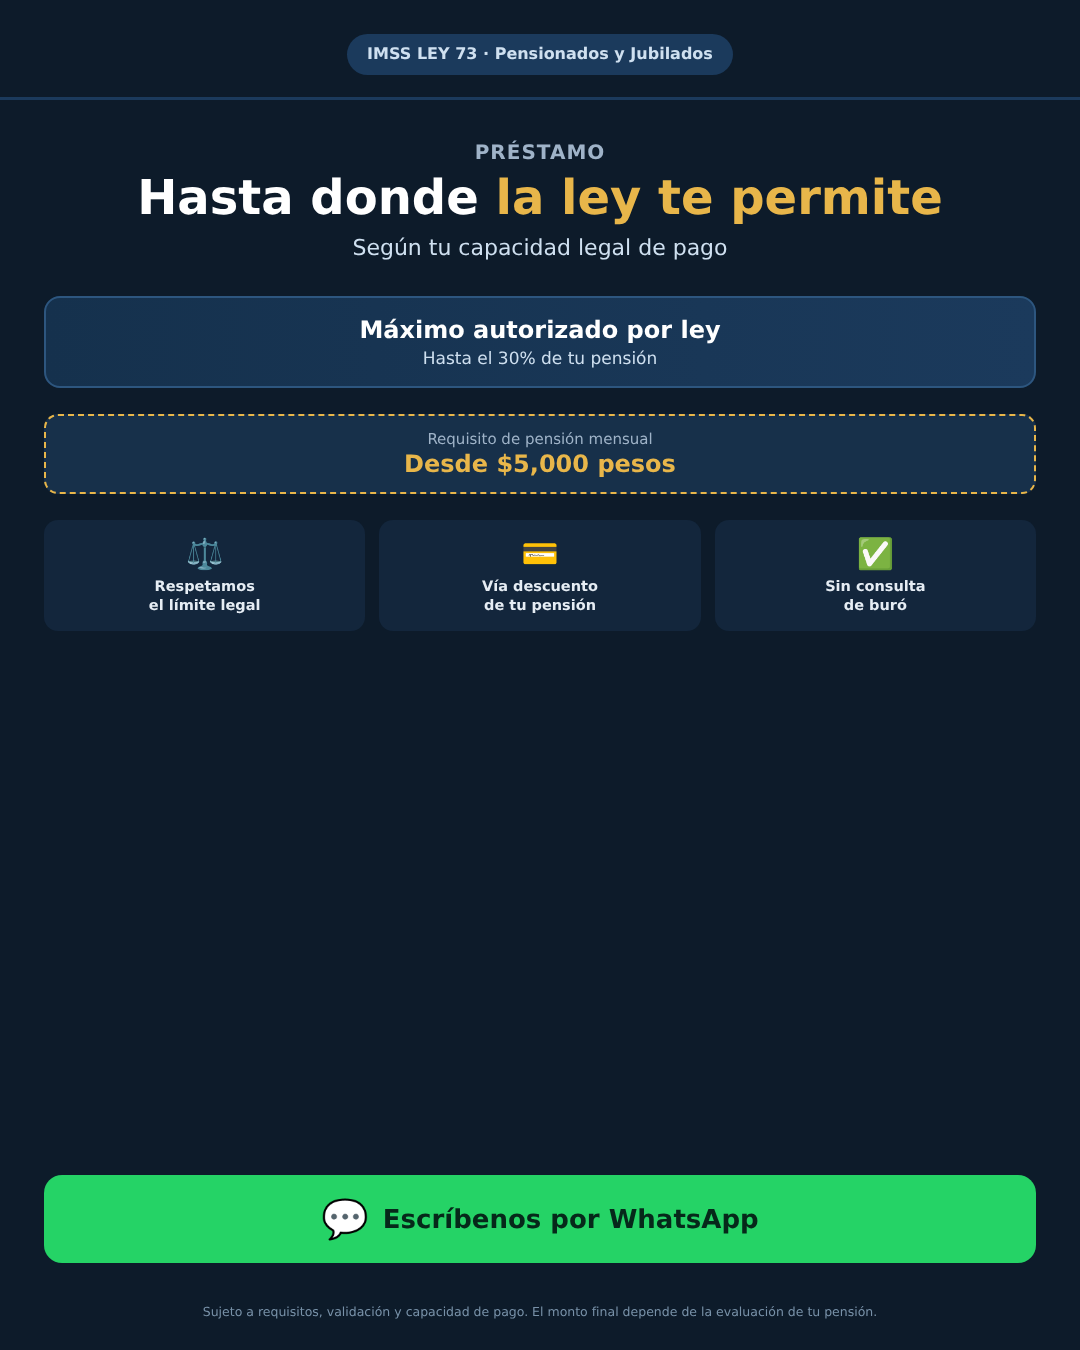 IMSS LEY 73 · Pensionados y Jubilados
PRÉSTAMO
Hasta donde la ley te permite
Según tu capacidad legal de pago
Máximo autorizado por ley
Hasta el 30% de tu pensión
Requisito de pensión mensual
Desde $5,000 pesos
Respetamos
el límite legal
Vía descuento
de tu pensión
Sin consulta
de buró
Escríbenos por WhatsApp
Sujeto a requisitos, validación y capacidad de pago. El monto final depende de la evaluación de tu pensión.